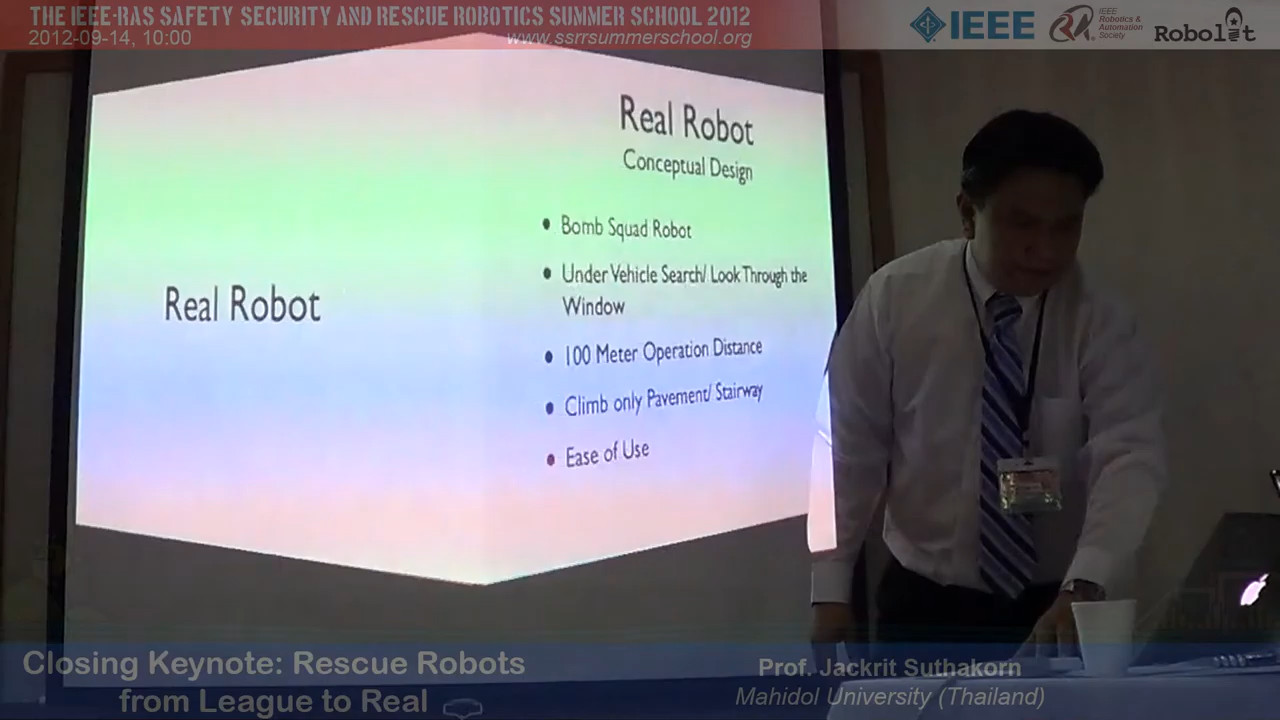 THE IEEE-RAS SAFETY SECURITY AND RESCUE ROBOTICS SUMMER SCHOOL 2012
2012-09-14, 10:00
www.ssrrsummerschool.org
IEEE
IEEE
Robotics &
Automation
Society
Robolit
Real Robot
Real Robot
Conceptual Design
• Bomb Squad Robot
• Under Vehicle Search/ Look Through the
Window
• 100 Meter Operation Distance
• Climb only Pavement/ Stairway
• Ease of Use
Closing Keynote: Rescue Robots
from League to Real
Prof. Jackrit Suthakorn
Mahidol University (Thailand)